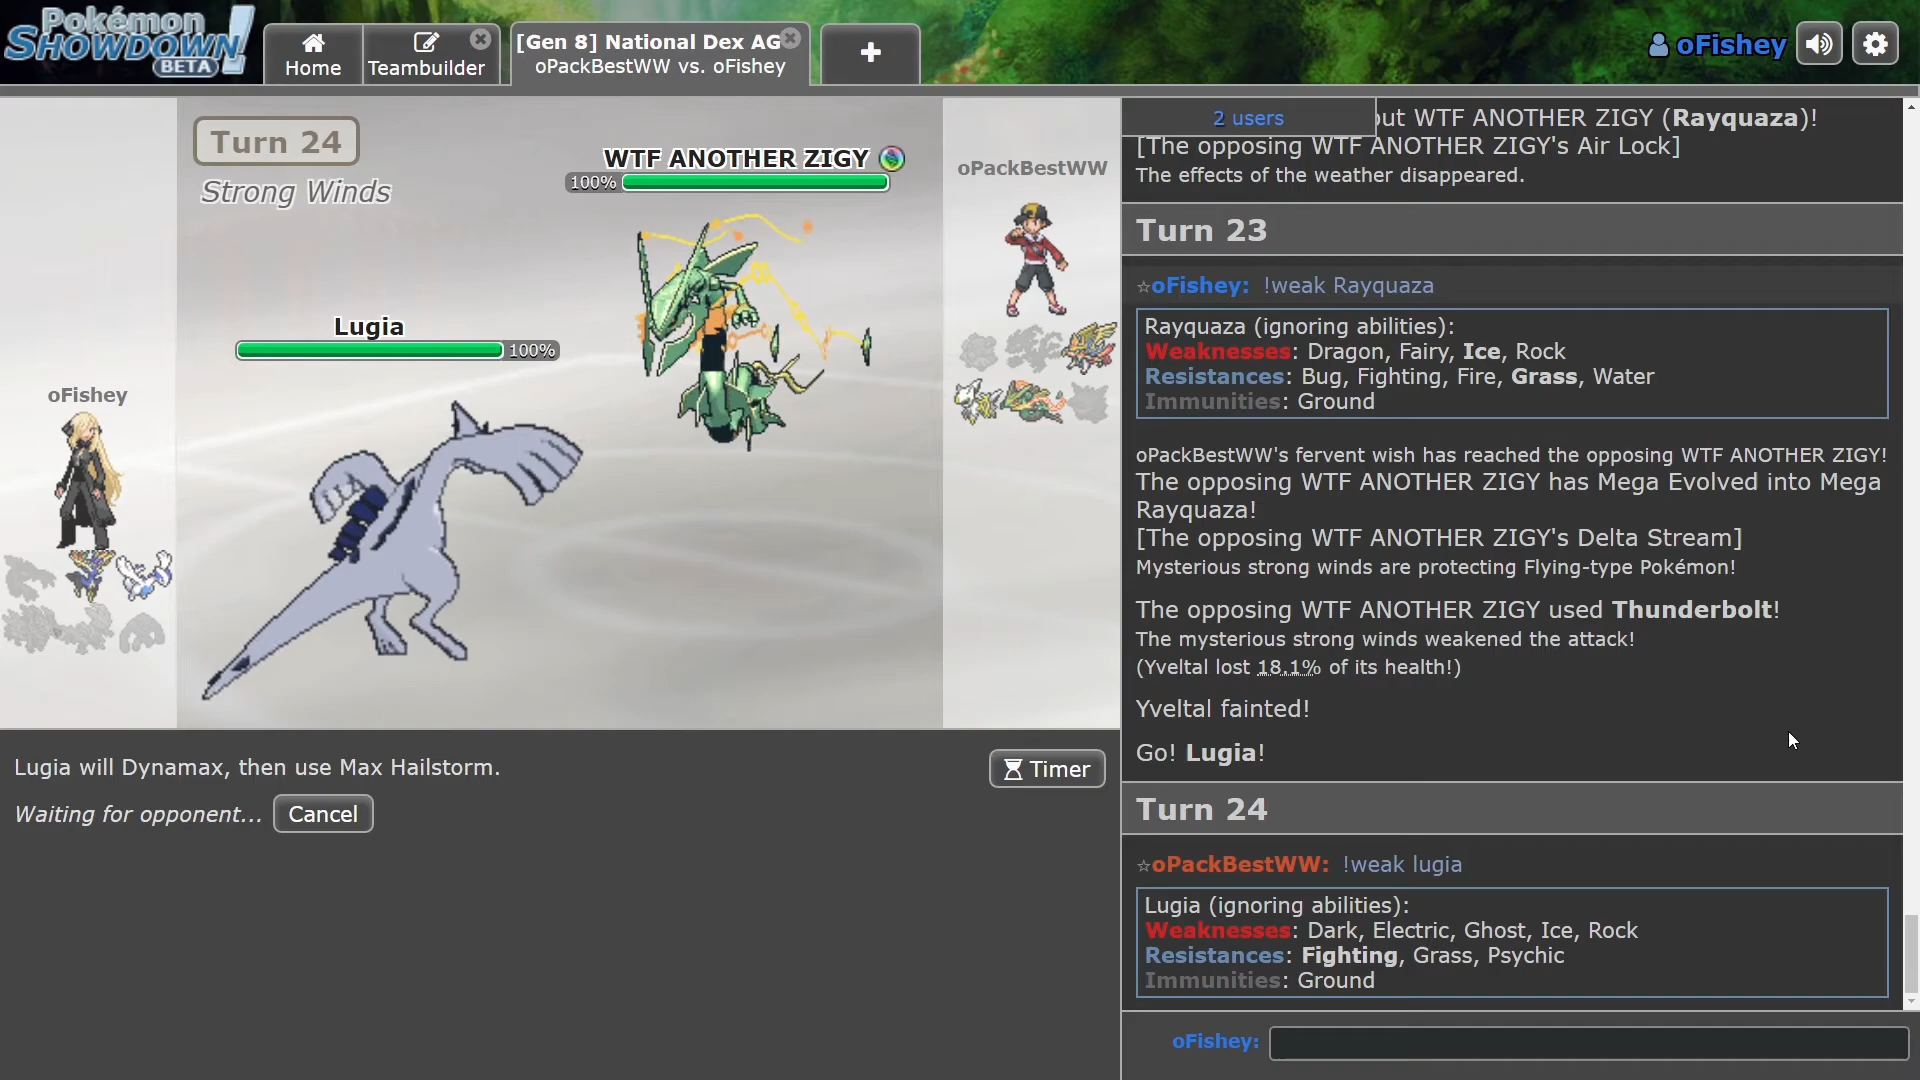 Pokémon
SHOWDOWN!
BETA
Home
Teambuilder
[Gen 8] National Dex AG
oPackBestWW vs. oFishey
oFishey
Turn 24
Strong Winds
WTF ANOTHER ZIGY
100%
Lugia
100%
oFishey
oPackBestWW
Lugia will Dynamax, then use Max Hailstorm.
Waiting for opponent...
Cancel
Timer
2 users
out WTF ANOTHER ZIGY (Rayquaza)!
[The opposing WTF ANOTHER ZIGY's Air Lock]
The effects of the weather disappeared.
Turn 23
☆oFishey: !weak Rayquaza
Rayquaza (ignoring abilities):
Weaknesses: Dragon, Fairy, Ice, Rock
Resistances: Bug, Fighting, Fire, Grass, Water
Immunities: Ground
oPackBestWW's fervent wish has reached the opposing WTF ANOTHER ZIGY!
The opposing WTF ANOTHER ZIGY has Mega Evolved into Mega
Rayquaza!
[The opposing WTF ANOTHER ZIGY's Delta Stream]
Mysterious strong winds are protecting Flying-type Pokémon!
The opposing WTF ANOTHER ZIGY used Thunderbolt!
The mysterious strong winds weakened the attack!
(Yveltal lost 18.1% of its health!)
Yveltal fainted!
Go! Lugia!
Turn 24
☆oPackBestWW: !weak lugia
Lugia (ignoring abilities):
Weaknesses: Dark, Electric, Ghost, Ice, Rock
Resistances: Fighting, Grass, Psychic
Immunities: Ground
oFishey: